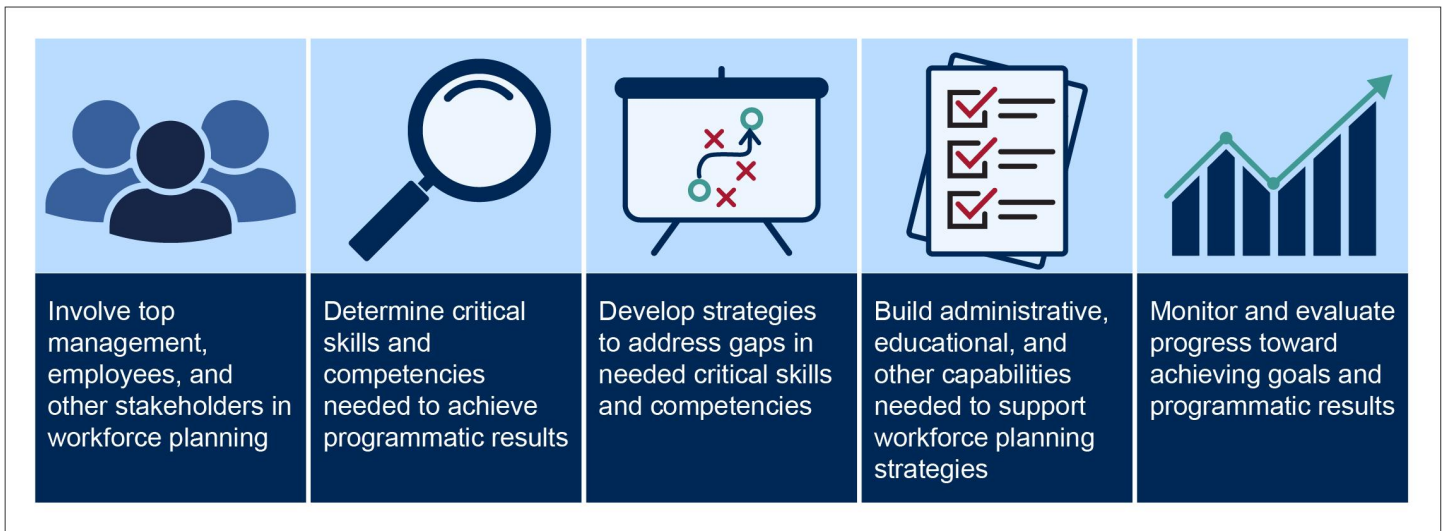 Involve top
management,
employees, and
other stakeholders in
workforce planning
Determine critical
skills and
competencies
needed to achieve
programmatic results
Develop strategies
to address gaps in
needed critical skills
and competencies
Build administrative,
educational, and
other capabilities
needed to support
workforce planning
strategies
Monitor and evaluate
progress toward
achieving goals and
programmatic results